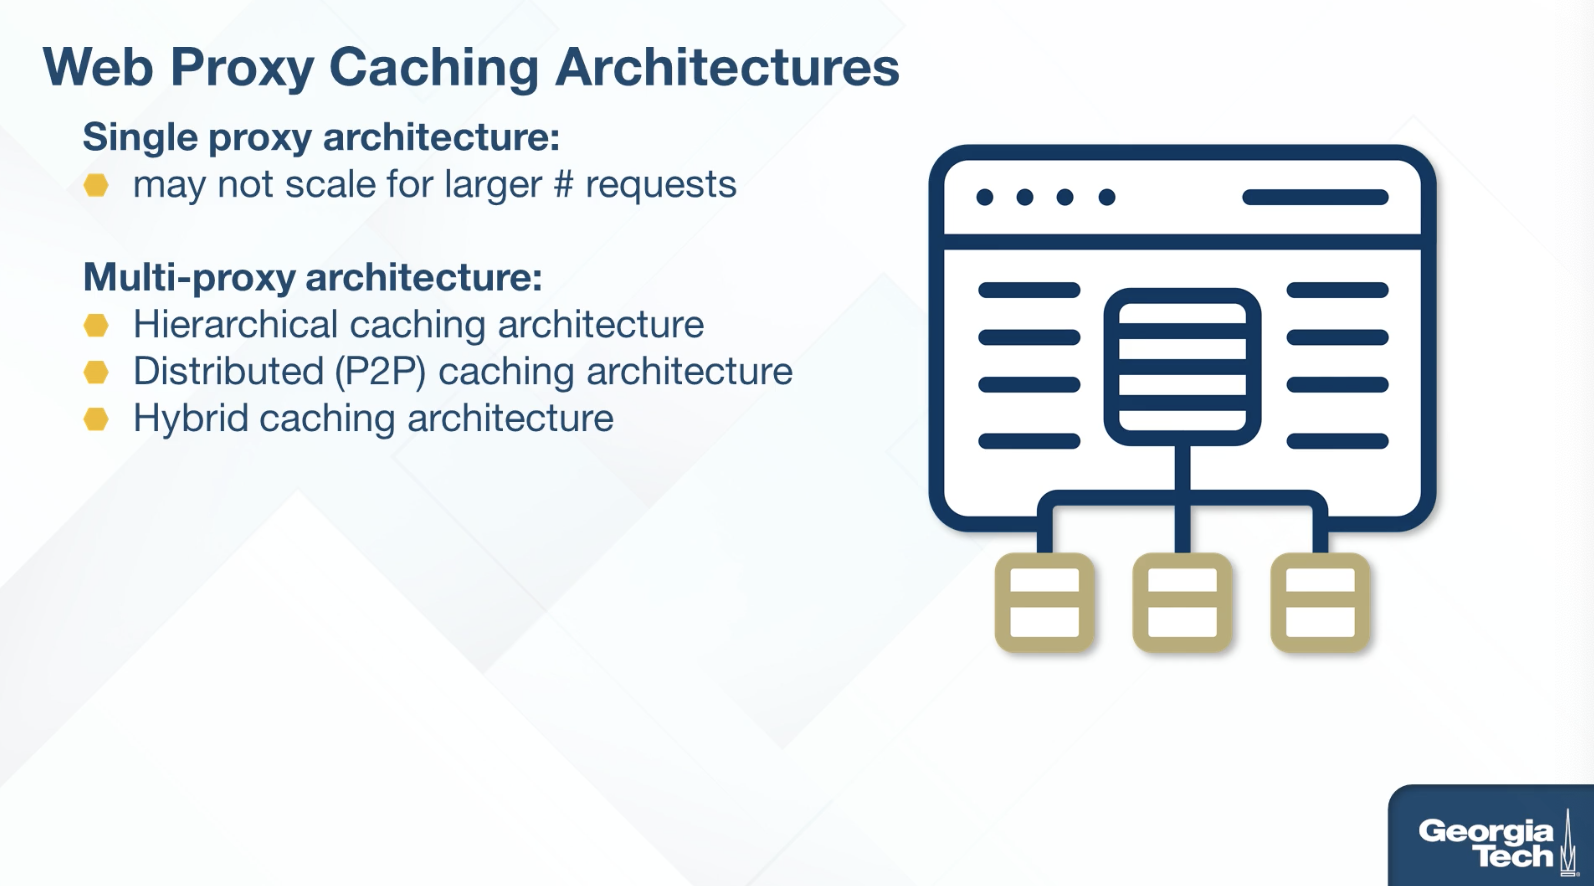 Web Proxy Caching Architectures
Single proxy architecture:
may not scale for larger # requests
Multi-proxy architecture:
Hierarchical caching architecture
Distributed (P2P) caching architecture
Hybrid caching architecture
Georgia
Tech